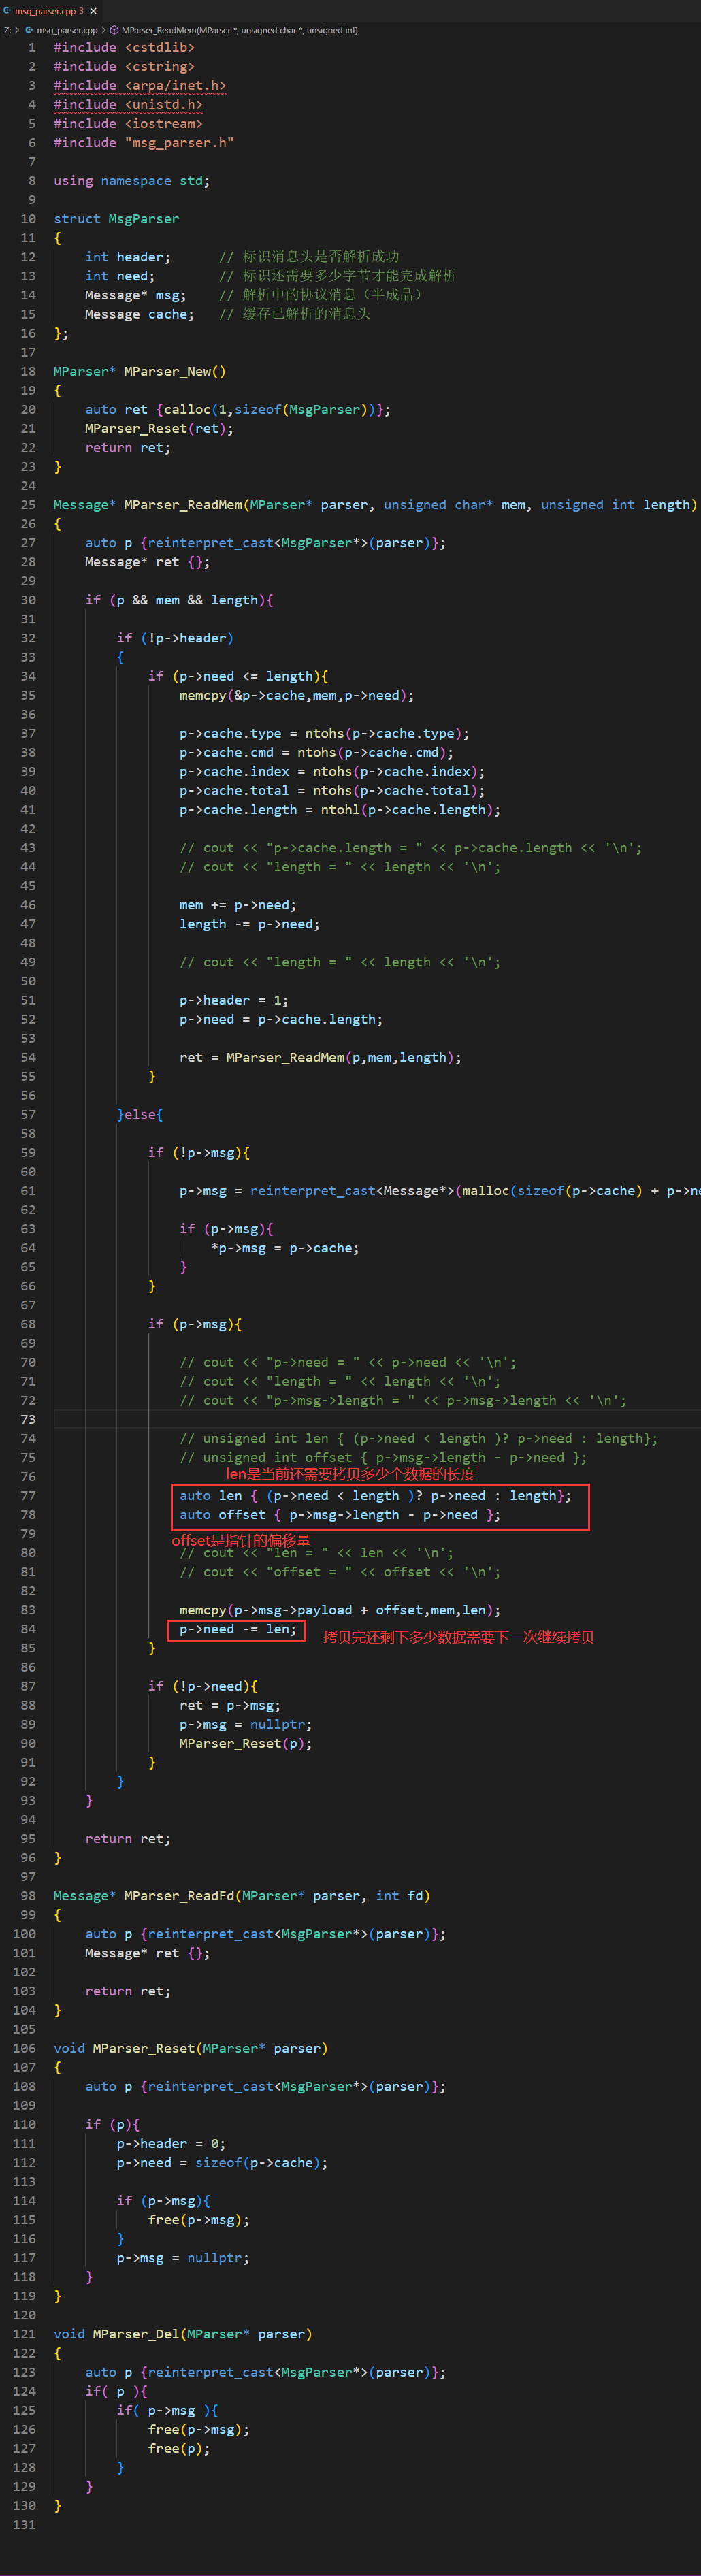 msg_parser.cpp 3 ×
Z: > msg_parser.cpp > MParser_ReadMem(MParser *, unsigned char *, unsigned int)
1 #include <cstdlib>
2 #include <cstring>
3 #include <arpa/inet.h>
4 #include <unistd.h>
5 #include <iostream>
6 #include "msg_parser.h"
7
8 using namespace std;
9
10 struct MsgParser
11 {
12 int header; // 标识消息头是否解析成功
13 int need; // 标识还需要多少字节才能完成解析
14 Message* msg; // 解析中的协议消息（半成品）
15 Message cache; // 缓存已解析的消息头
16 };
17
18 MParser* MParser_New()
19 {
20 auto ret {calloc(1,sizeof(MsgParser))};
21 MParser_Reset(ret);
22 return ret;
23 }
24
25 Message* MParser_ReadMem(MParser* parser, unsigned char* mem, unsigned int length)
26 {
27 auto p {reinterpret_cast<MsgParser*>(parser)};
28 Message* ret {};
29
30 if (p && mem && length){
31
32 if (!p->header)
33 {
34 if (p->need <= length){
35 memcpy(&p->cache,mem,p->need);
36
37 p->cache.type = ntohs(p->cache.type);
38 p->cache.cmd = ntohs(p->cache.cmd);
39 p->cache.index = ntohs(p->cache.index);
40 p->cache.total = ntohs(p->cache.total);
41 p->cache.length = ntohl(p->cache.length);
42
43 // cout << "p->cache.length = " << p->cache.length << '\n';
44 // cout << "length = " << length << '\n';
45
46 mem += p->need;
47 length -= p->need;
48
49 // cout << "length = " << length << '\n';
50
51 p->header = 1;
52 p->need = p->cache.length;
53
54 ret = MParser_ReadMem(p,mem,length);
55 }
56
57 }else{
58
59 if (!p->msg){
60
61 p->msg = reinterpret_cast<Message*>(malloc(sizeof(p->cache) + p->ne
62
63 if (p->msg){
64 *p->msg = p->cache;
65 }
66 }
67
68 if (p->msg){
69
70 // cout << "p->need = " << p->need << '\n';
71 // cout << "length = " << length << '\n';
72 // cout << "p->msg->length = " << p->msg->length << '\n';
73
74 // unsigned int len { (p->need < length )? p->need : length};
75 // unsigned int offset { p->msg->length - p->need };
76 len是当前还需要拷贝多少个数据的长度
77 auto len { (p->need < length )? p->need : length};
78 auto offset { p->msg->length - p->need };
79 offset是指针的偏移量
80 // cout << "len = " << len << '\n';
81 // cout << "offset = " << offset << '\n';
82
83 memcpy(p->msg->payload + offset,mem,len);
84 p->need -= len; 拷贝完还剩下多少数据需要下一次继续拷贝
85 }
86
87 if (!p->need){
88 ret = p->msg;
89 p->msg = nullptr;
90 MParser_Reset(p);
91 }
92 }
93 }
94
95 return ret;
96 }
97
98 Message* MParser_ReadFd(MParser* parser, int fd)
99 {
100 auto p {reinterpret_cast<MsgParser*>(parser)};
101 Message* ret {};
102
103 return ret;
104 }
105
106 void MParser_Reset(MParser* parser)
107 {
108 auto p {reinterpret_cast<MsgParser*>(parser)};
109
110 if (p){
111 p->header = 0;
112 p->need = sizeof(p->cache);
113
114 if (p->msg){
115 free(p->msg);
116 }
117 p->msg = nullptr;
118 }
119 }
120
121 void MParser_Del(MParser* parser)
122 {
123 auto p {reinterpret_cast<MsgParser*>(parser)};
124 if( p ){
125 if( p->msg ){
126 free(p->msg);
127 free(p);
128 }
129 }
130 }
131